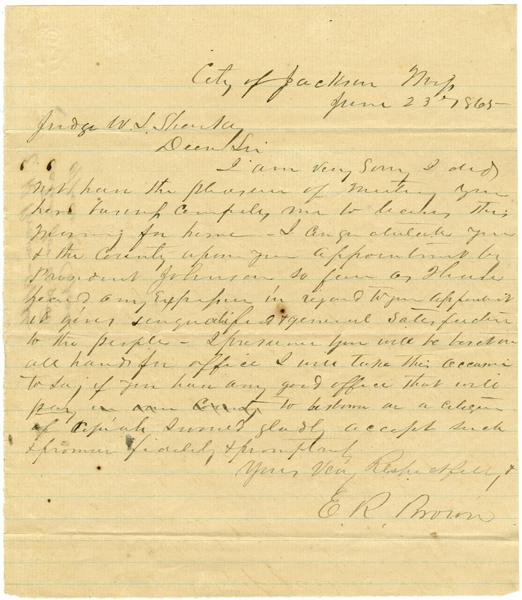 City of Jackson Miss
June 23rd 1865
Judge W. L. Sharkey
Dear Sir
I am very Sorry I did
not have the pleasure of meeting you
here business compels me to leave this
Morning for home - I congratulate you
& the County upon your appointment by
President Johnson So far as I have
heard any expression in regard to your appointment
it gives unqualified & general Satisfaction
to the people - I presume you will be beset on
all hands for office I will take this occasion
to Say if you have any good office that will
pay in our County to bestow on a citizen
of Copiah I would gladly accept such
& promise fidelity & promptness
Yours Very Respectfully
E. R. Brown